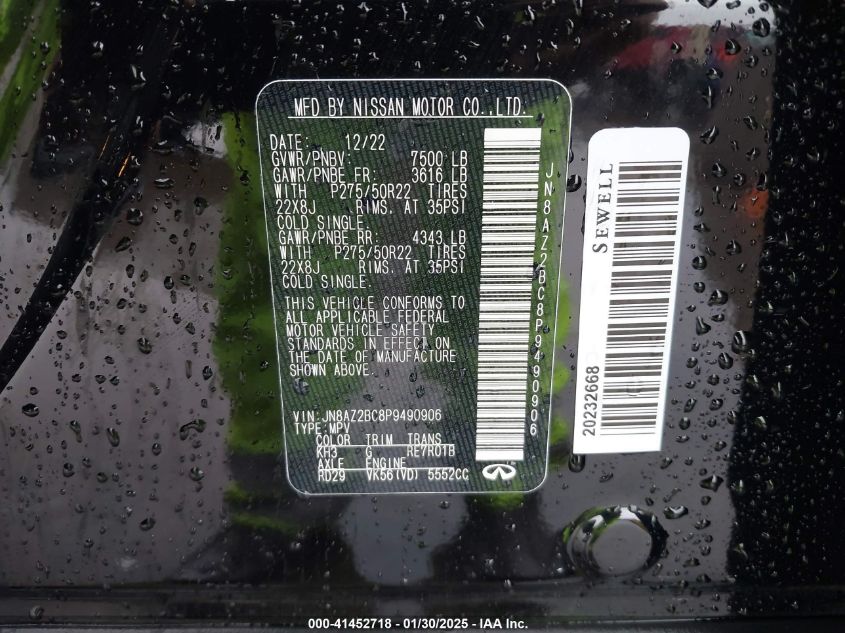 MFD BY NISSAN MOTOR CO.,LTD.
DATE: 12/22
GVWR/PNBV: 7500 LB
GAWR/PNBE FR: 3616 LB
WITH P275/50R22 TIRES
22X8J RIMS. AT 35PSI
COLD SINGLE.
GAWR/PNBE RR: 4343 LB
WITH P275/50R22 TIRES
22X8J RIMS. AT 35PSI
COLD SINGLE.
THIS VEHICLE CONFORMS TO
ALL APPLICABLE FEDERAL
MOTOR VEHICLE SAFETY
STANDARDS IN EFFECT ON
THE DATE OF MANUFACTURE
SHOWN ABOVE.
VIN:JN8AZ2BC8P9490906
TYPE:MPV
COLOR TRIM TRANS
KH3 G RE7R01B
AXLE ENGINE
RD29 VK56(VD) 5552CC
JN8AZ2BC8P9490906
SEWELL
20232668
000-41452718 - 01/30/2025 - IAA Inc.